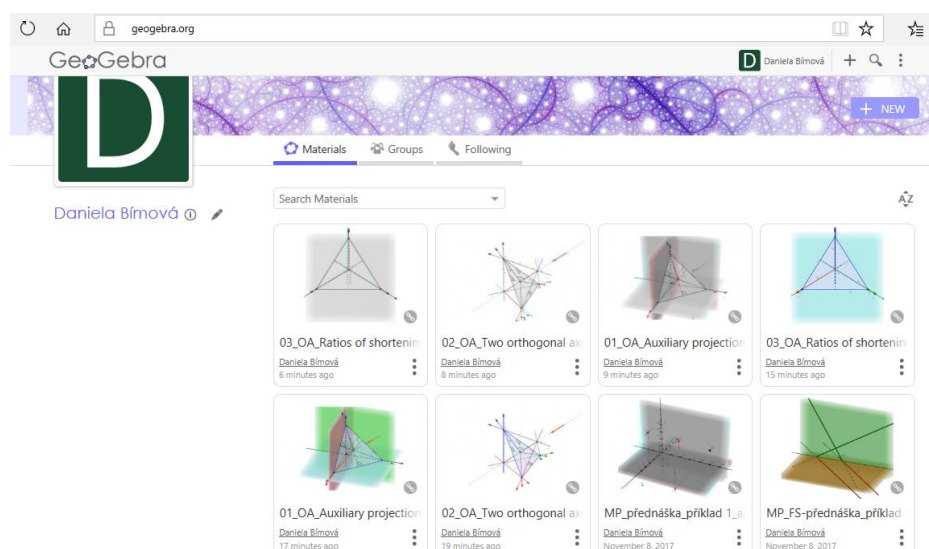 geogebra.org
GeoGebra
D Daniela Bímová
D
+ NEW
Materials Groups Following
Search Materials
Daniela Bímová
03_OA_Ratios of shortenin
Daniela Bímová
6 minutes ago
02_OA_Two orthogonal ax
Daniela Bímová
8 minutes ago
01_OA_Auxiliary projection
Daniela Bímová
9 minutes ago
03_OA_Ratios of shortenin
Daniela Bímová
15 minutes ago
01_OA_Auxiliary projection
Daniela Bímová
17 minutes ago
02_OA_Two orthogonal ax
Daniela Bímová
19 minutes ago
MP_přednáška_příklad 1_a
Daniela Bímová
November 8, 2017
MP_FS-přednáška_příklad
Daniela Bímová
November 8, 2017